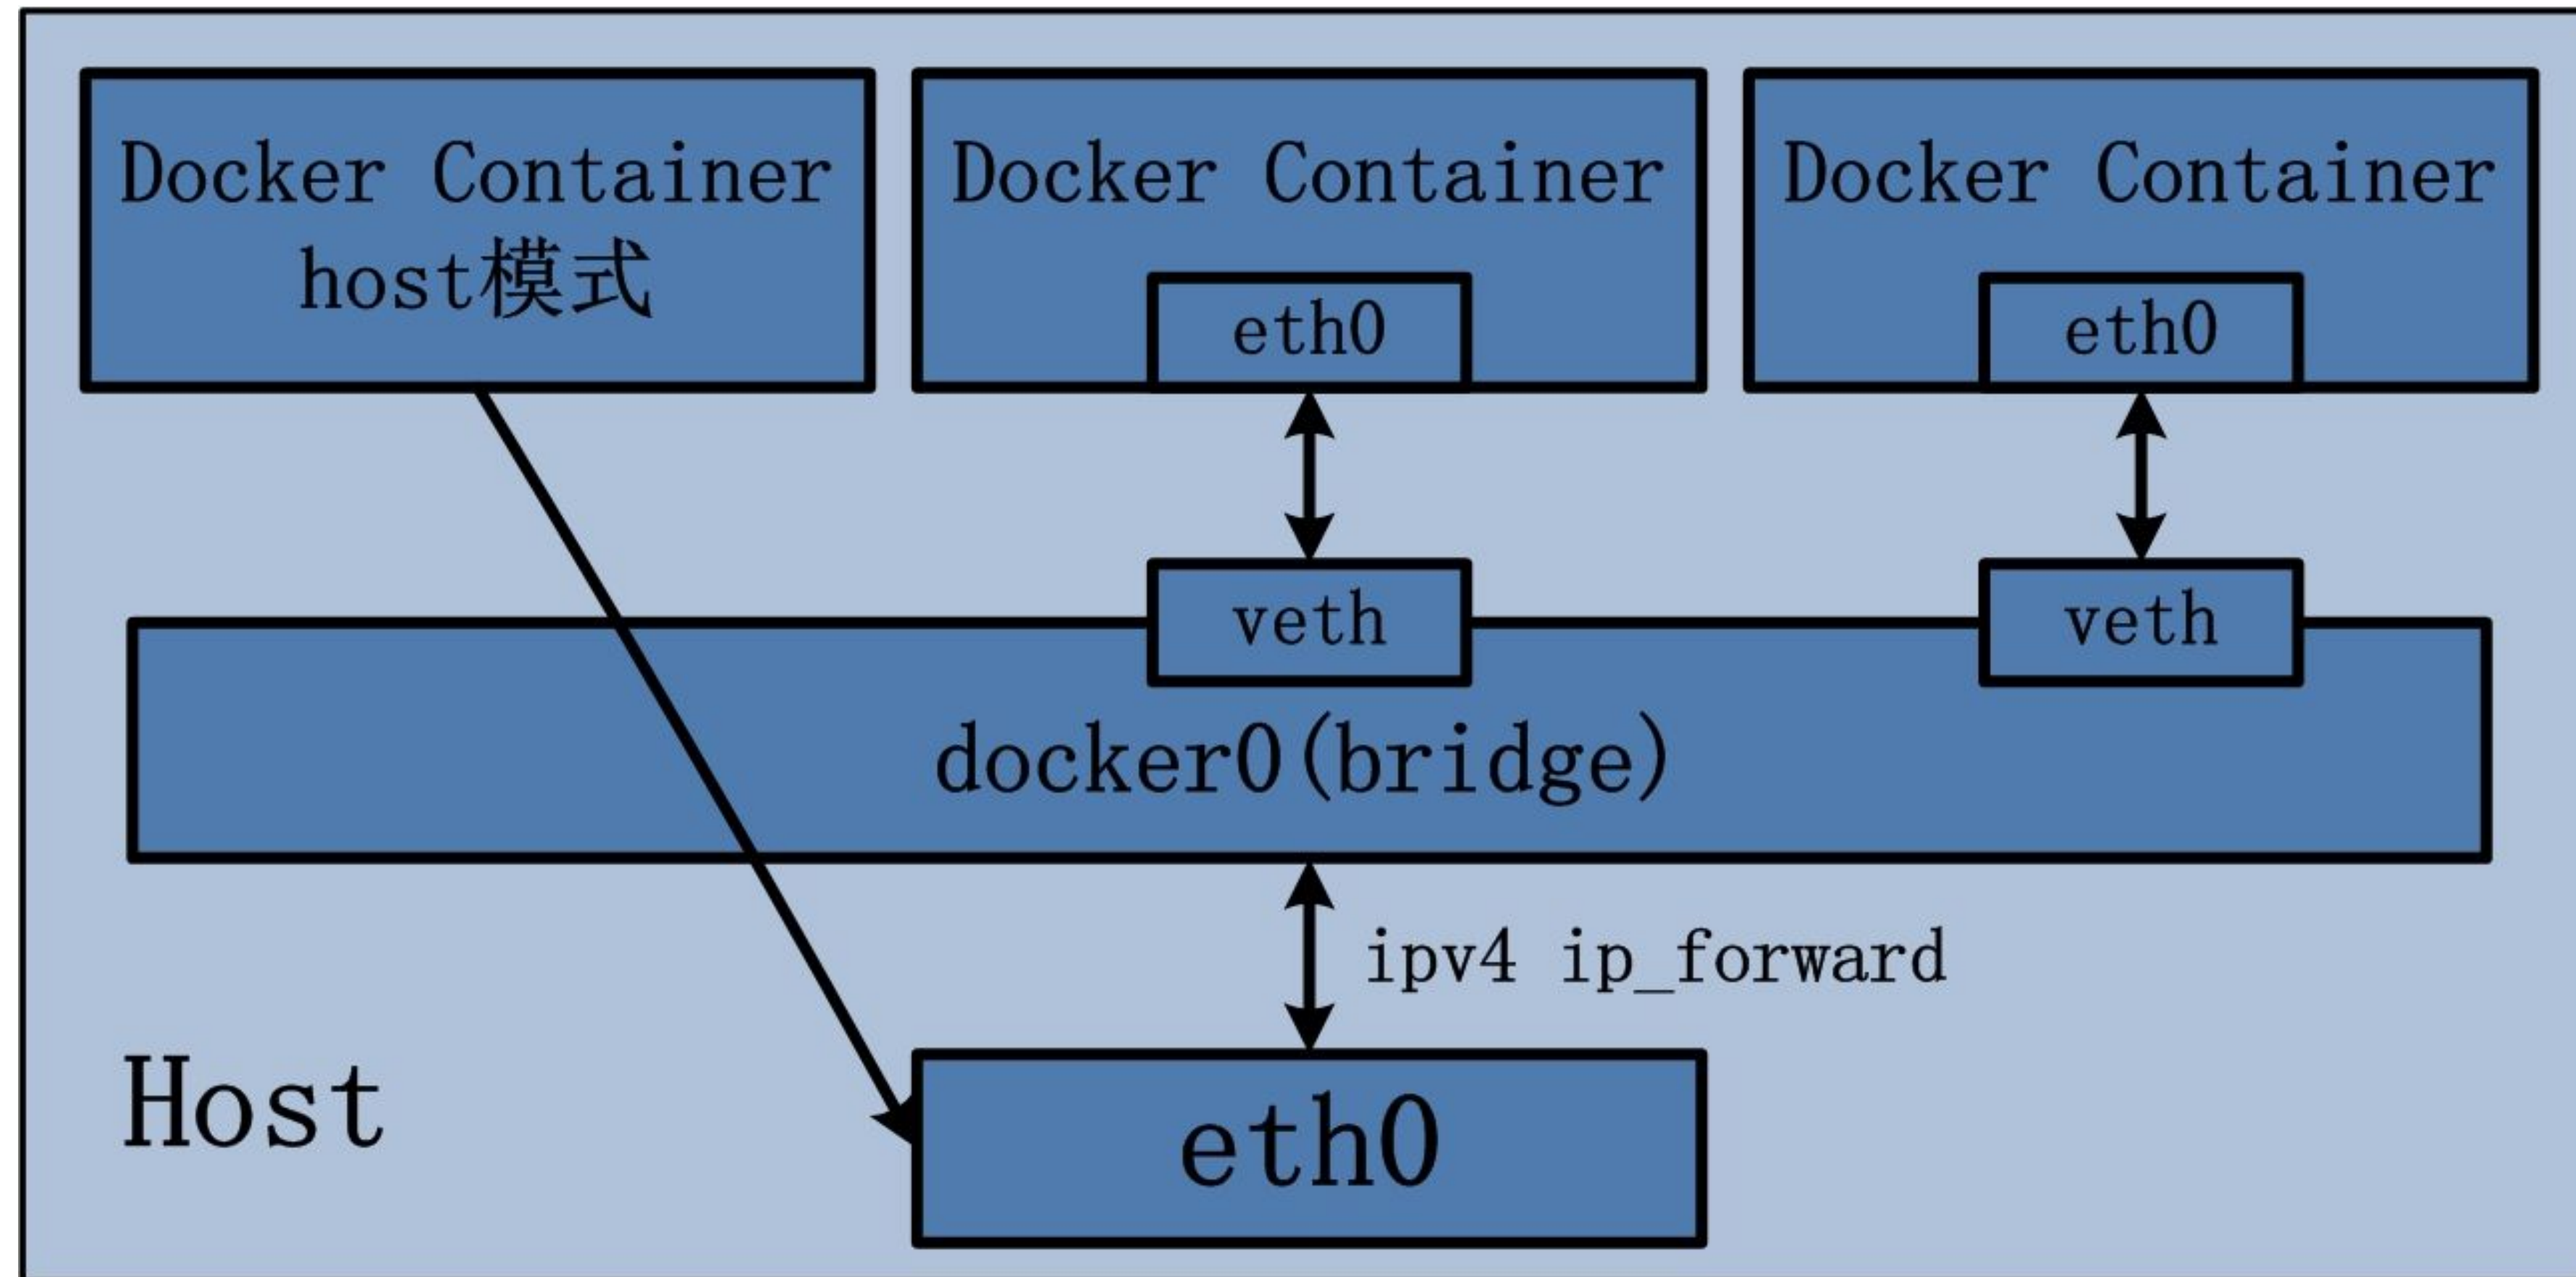 Docker Container
host模式
Docker Container
eth0
Docker Container
eth0
veth
veth
docker0(bridge)
ipv4 ip_forward
Host
eth0